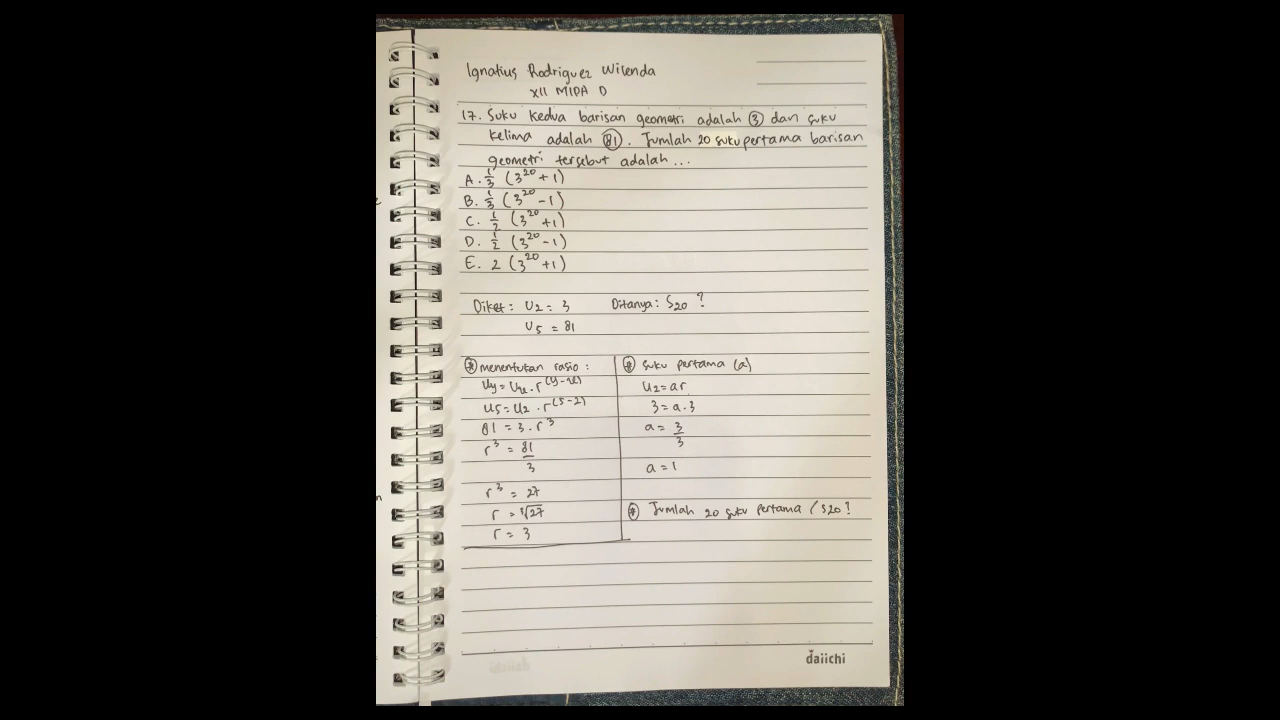 Ignatius Rodriguez Wilenda
XII MIPA D
17. Suku kedua barisan geometri adalah 3 dan suku
kelima adalah 81. Jumlah 20 suku pertama barisan
geometri tersebut adalah...
A. 1/3 (3^20 + 1)
B. 1/3 (3^20 - 1)
C. 1/2 (3^20 + 1)
D. 1/2 (3^20 - 1)
E. 2 (3^20 + 1)
Diket: U2 = 3 Ditanya: S20?
U5 = 81
* menentukan rasio:
Uy = Ux . r^(y-x)
U5 = U2 . r^(5-2)
81 = 3 . r^3
r^3 = 81/3
r^3 = 27
r = ³√27
r = 3
* suku pertama (a)
U2 = ar
3 = a.3
a = 3/3
a = 1
* Jumlah 20 suku pertama / S20?
daiichi